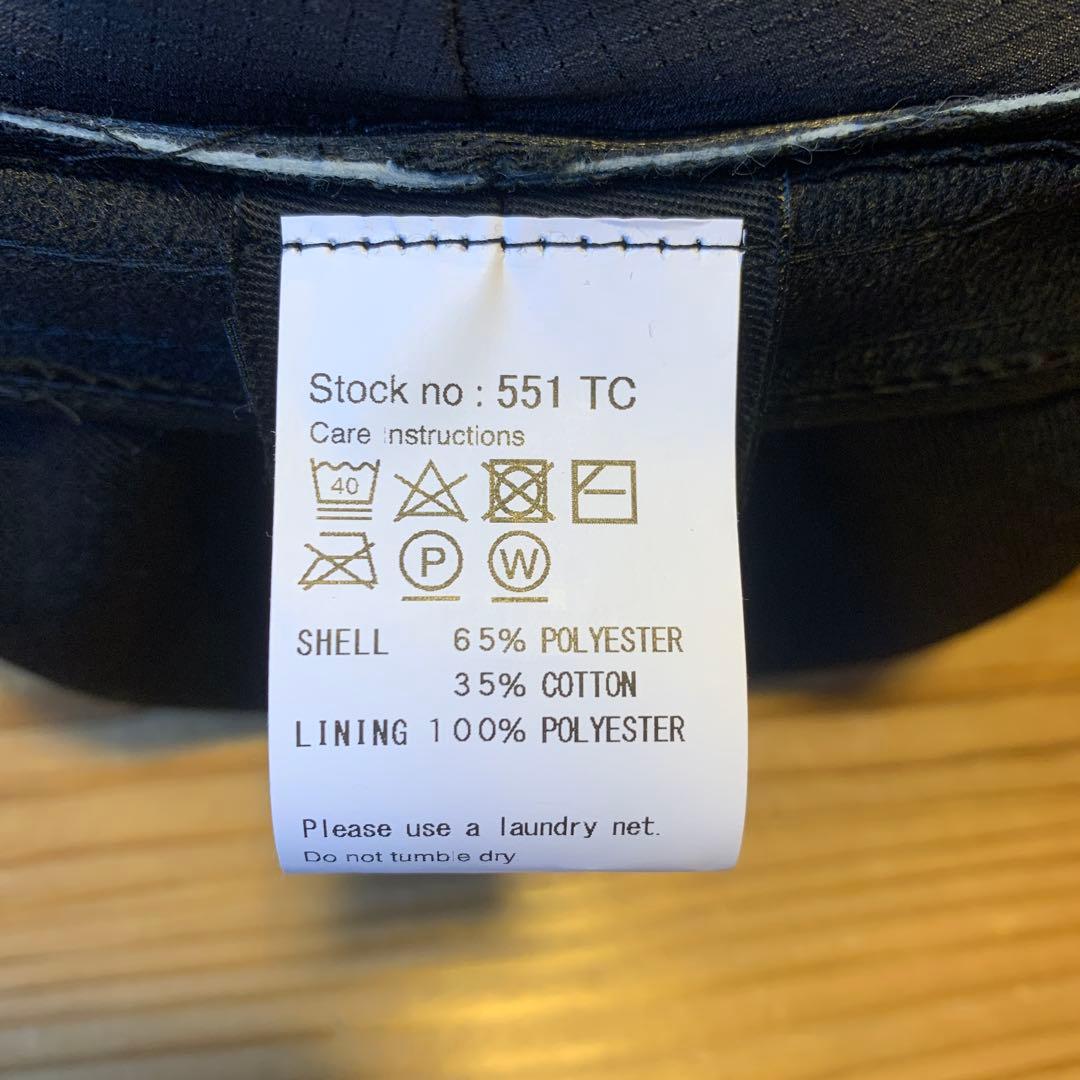 Stock no : 551 TC
Care Instructions
40
P W
SHELL 65% POLYESTER
35% COTTON
LINING 100% POLYESTER
Please use a laundry net.
Do not tumble dry